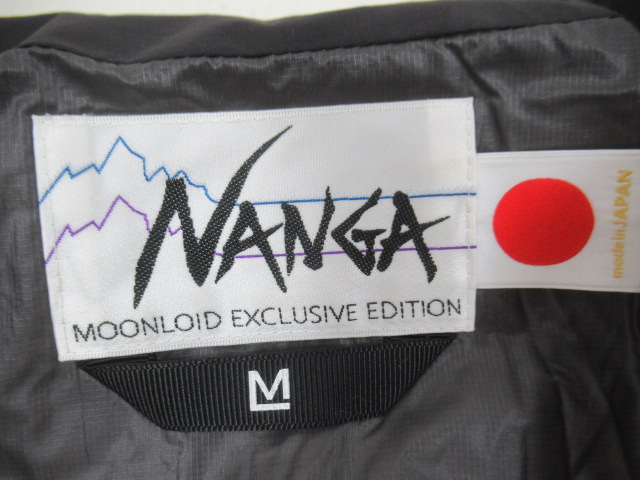 NANGA
MOONLOID EXCLUSIVE EDITION
made in JAPAN
M